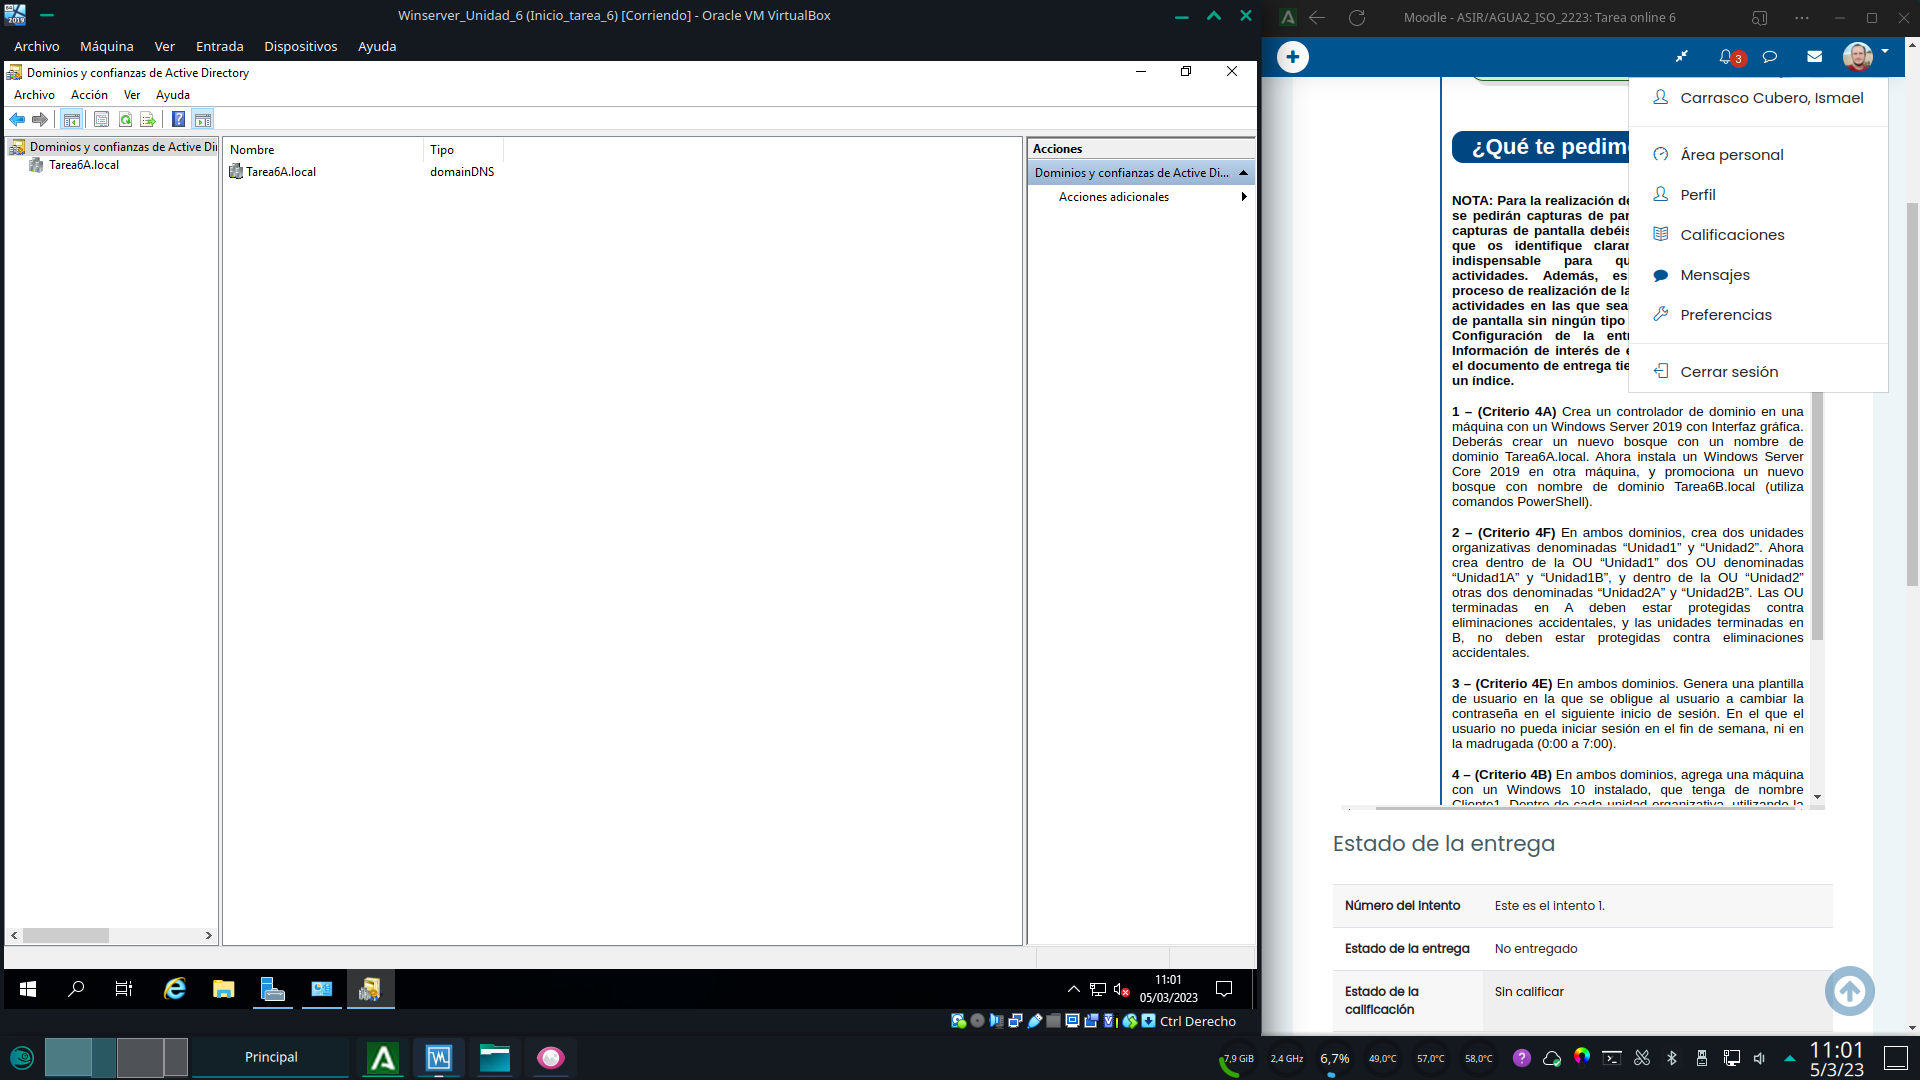 Winserver_Unidad_6 (Inicio_tarea_6) [Corriendo] - Oracle VM VirtualBox
Archivo Máquina Ver Entrada Dispositivos Ayuda
Dominios y confianzas de Active Directory
Archivo Acción Ver Ayuda
Dominios y confianzas de Active Di
Tarea6A.local
Nombre Tipo
Tarea6A.local domainDNS
Acciones
Dominios y confianzas de Active Di...
Acciones adicionales
11:01
05/03/2023
Ctrl Derecho
Moodle - ASIR/AGUA2_ISO_2223: Tarea online 6
3
Carrasco Cubero, Ismael
Área personal
Perfil
Calificaciones
Mensajes
Preferencias
Cerrar sesión
¿Qué te pedim
NOTA: Para la realización de
se pedirán capturas de pan
capturas de pantalla debéis
que os identifique claram
indispensable para qu
actividades. Además, es
proceso de realización de la
actividades en las que sea
de pantalla sin ningún tipo
Configuración de la entr
Información de interés de e
el documento de entrega tie
un índice.
1 – (Criterio 4A) Crea un controlador de dominio en una
máquina con un Windows Server 2019 con Interfaz gráfica.
Deberás crear un nuevo bosque con un nombre de
dominio Tarea6A.local. Ahora instala un Windows Server
Core 2019 en otra máquina, y promociona un nuevo
bosque con nombre de dominio Tarea6B.local (utiliza
comandos PowerShell).
2 – (Criterio 4F) En ambos dominios, crea dos unidades
organizativas denominadas “Unidad1” y “Unidad2”. Ahora
crea dentro de la OU “Unidad1” dos OU denominadas
“Unidad1A” y “Unidad1B”, y dentro de la OU “Unidad2”
otras dos denominadas “Unidad2A” y “Unidad2B”. Las OU
terminadas en A deben estar protegidas contra
eliminaciones accidentales, y las unidades terminadas en
B, no deben estar protegidas contra eliminaciones
accidentales.
3 – (Criterio 4E) En ambos dominios. Genera una plantilla
de usuario en la que se obligue al usuario a cambiar la
contraseña en el siguiente inicio de sesión. En el que el
usuario no pueda iniciar sesión en el fin de semana, ni en
la madrugada (0:00 a 7:00).
4 – (Criterio 4B) En ambos dominios, agrega una máquina
con un Windows 10 instalado, que tenga de nombre
Cliente1. Dentro de cada unidad organizativa, utilizando la
Estado de la entrega
Número del intento Este es el intento 1.
Estado de la entrega No entregado
Estado de la
calificación
Sin calificar
Principal
7,9 GiB 2,4 GHz 6,7% 49,0°C 57,0°C 58,0°C
11:01
5/3/23